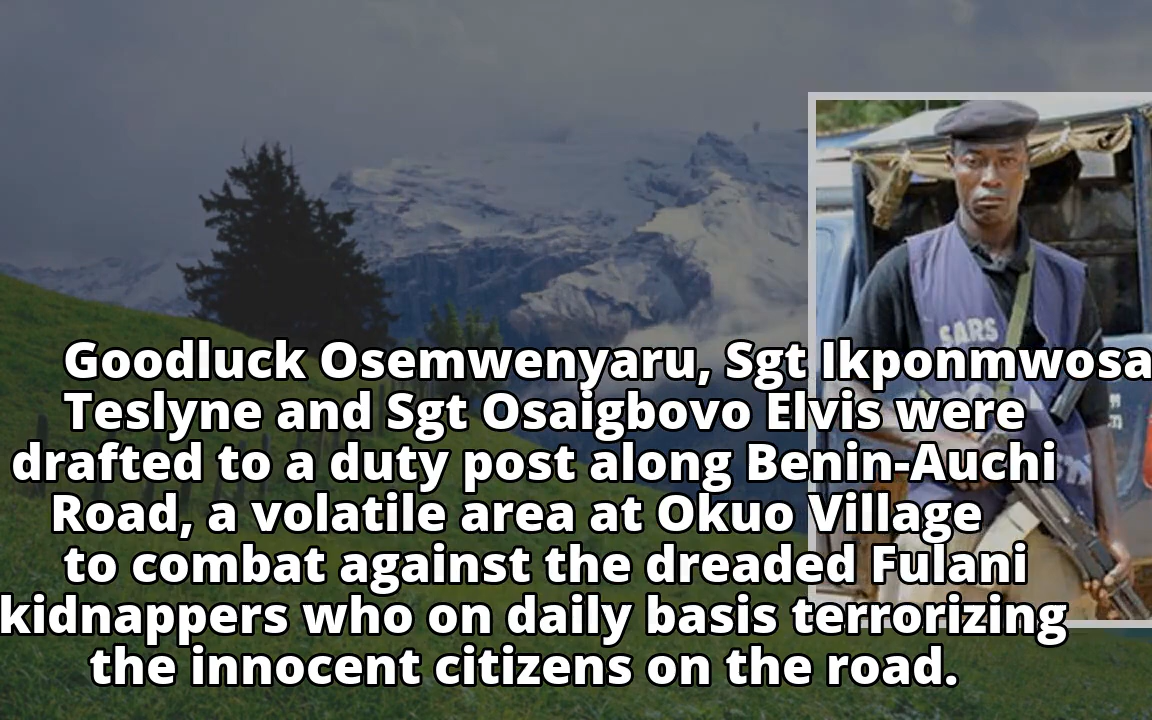 Goodluck Osemwenyaru, Sgt Ikponmwosa
Teslyne and Sgt Osaigbovo Elvis were
drafted to a duty post along Benin-Auchi
Road, a volatile area at Okuo Village
to combat against the dreaded Fulani
kidnappers who on daily basis terrorizing
the innocent citizens on the road.
SARS